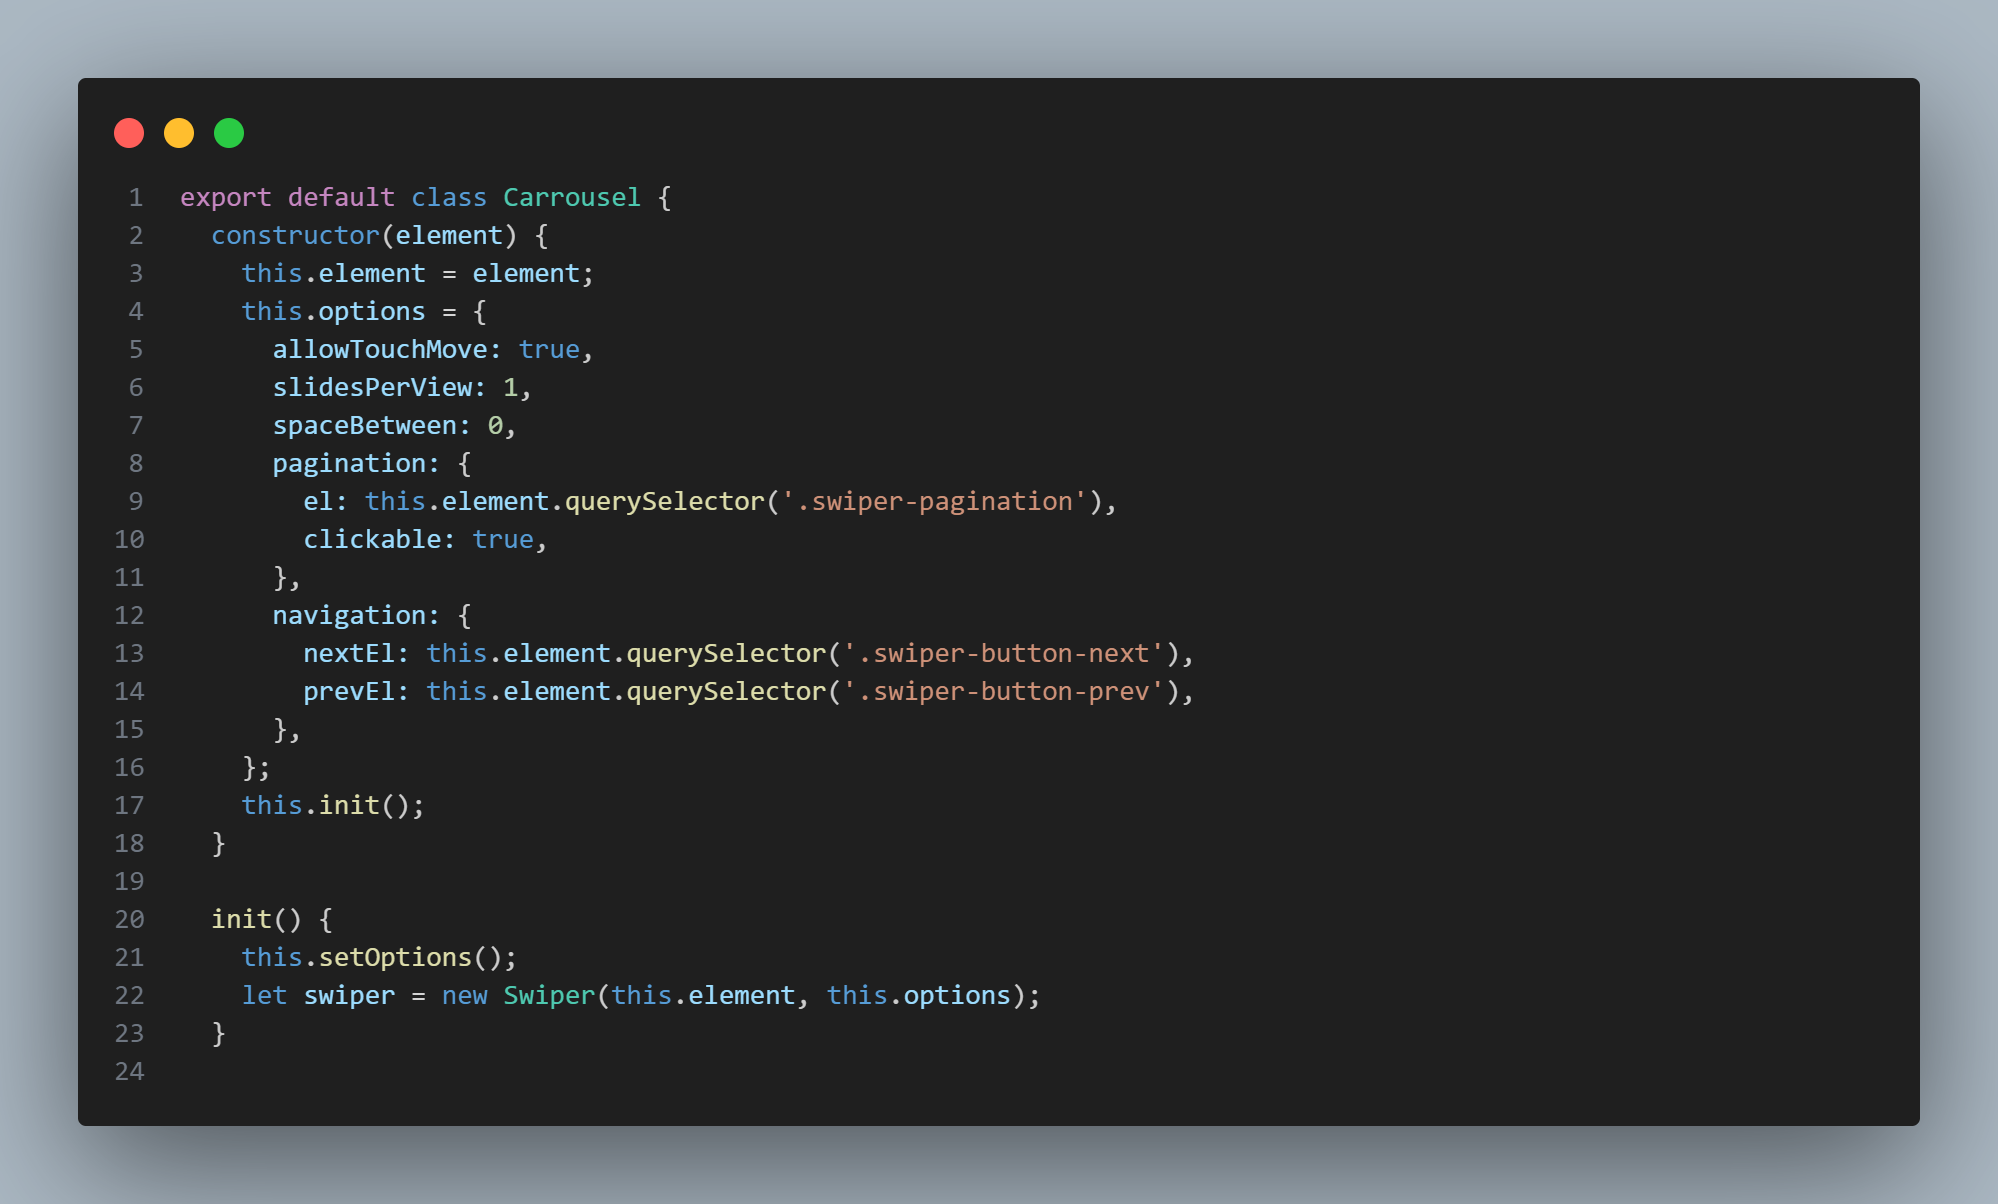 1 export default class Carrousel {
2   constructor(element) {
3     this.element = element;
4     this.options = {
5       allowTouchMove: true,
6       slidesPerView: 1,
7       spaceBetween: 0,
8       pagination: {
9         el: this.element.querySelector('.swiper-pagination'),
10         clickable: true,
11       },
12       navigation: {
13         nextEl: this.element.querySelector('.swiper-button-next'),
14         prevEl: this.element.querySelector('.swiper-button-prev'),
15       },
16     };
17     this.init();
18   }
19
20   init() {
21     this.setOptions();
22     let swiper = new Swiper(this.element, this.options);
23   }
24